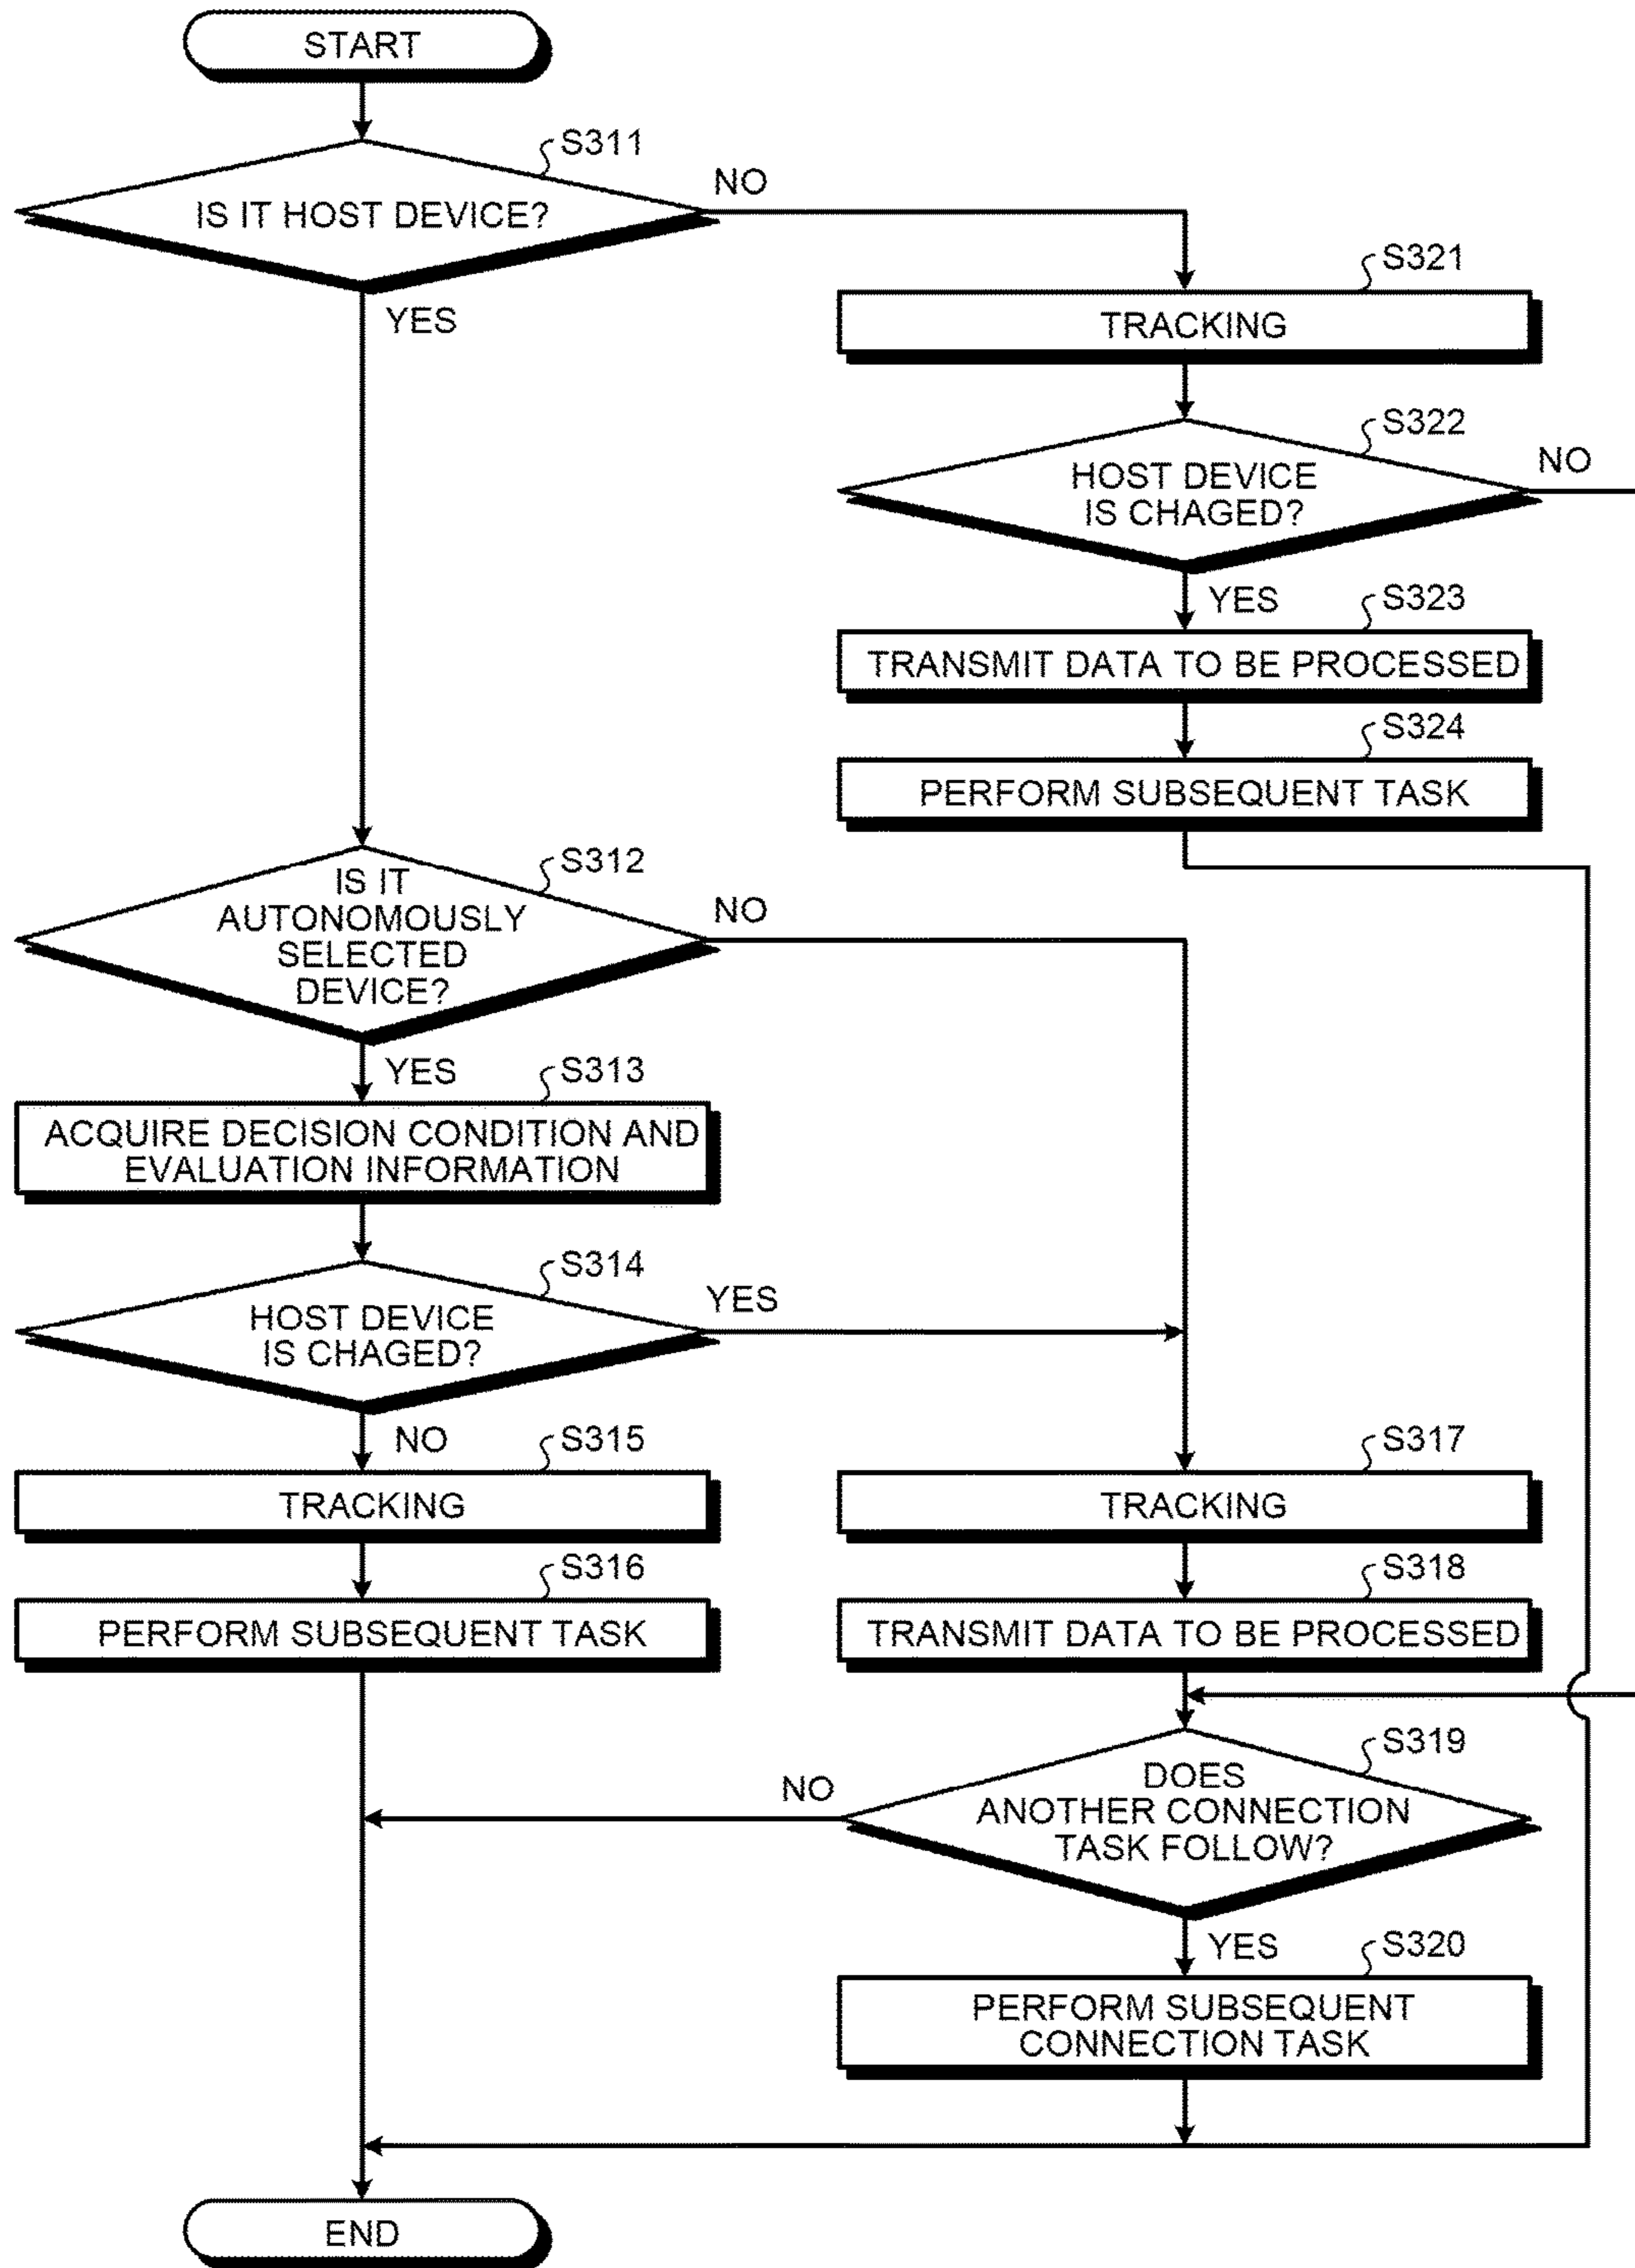 START
S311
IS IT HOST DEVICE?
NO
YES
S321
TRACKING
S322
HOST DEVICE
IS CHAGED?
NO
YES
S323
TRANSMIT DATA TO BE PROCESSED
S324
PERFORM SUBSEQUENT TASK
S312
IS IT
AUTONOMOUSLY
SELECTED
DEVICE?
NO
YES
S313
ACQUIRE DECISION CONDITION AND
EVALUATION INFORMATION
S314
HOST DEVICE
IS CHAGED?
YES
NO
S315
TRACKING
S316
PERFORM SUBSEQUENT TASK
S317
TRACKING
S318
TRANSMIT DATA TO BE PROCESSED
S319
DOES
ANOTHER CONNECTION
TASK FOLLOW?
NO
YES
S320
PERFORM SUBSEQUENT
CONNECTION TASK
END